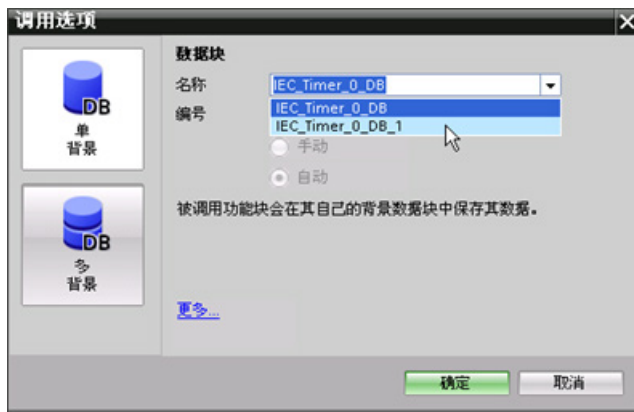 调用选项
数据块
名称
IEC_Timer_0_DB
编号
IEC_Timer_0_DB
IEC_Timer_0_DB_1
手动
自动
DB
单
背景
被调用功能块会在其自己的背景数据块中保存其数据。
DB
多
背景
更多...
确定
取消